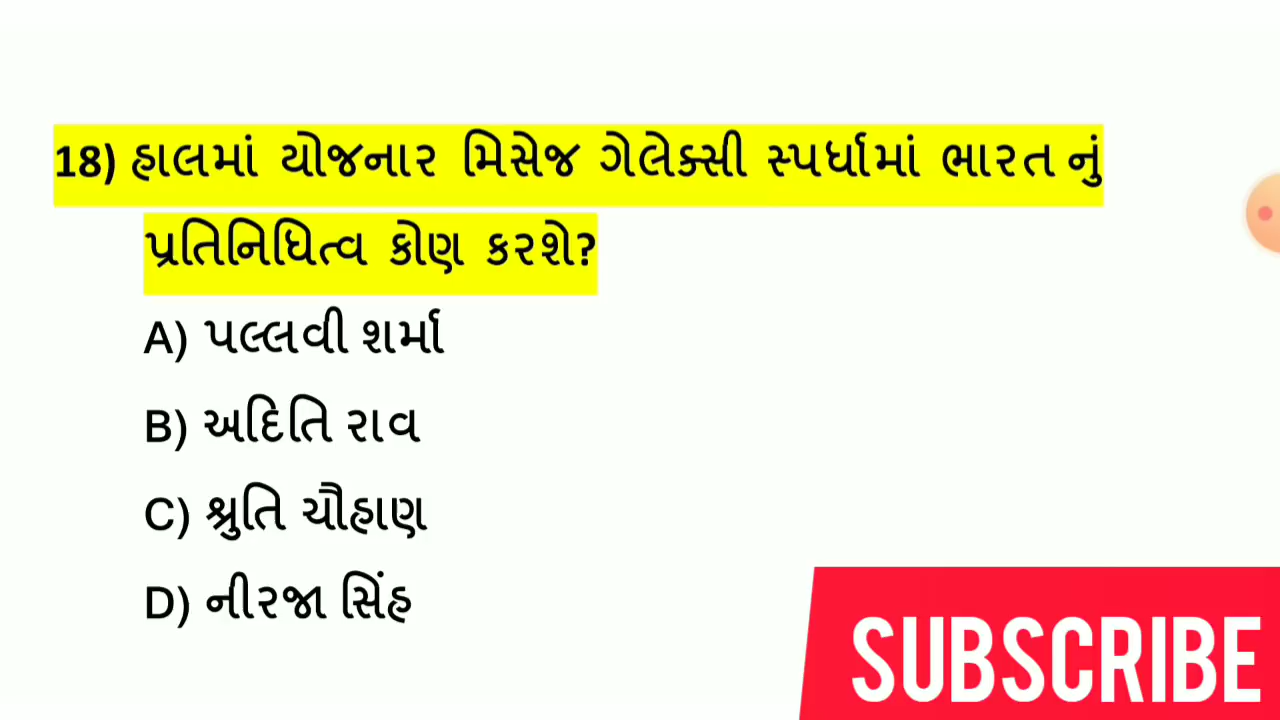 18) હાલમાં યોજનાર મિસેજ ગેલેક્સી સ્પર્ધામાં ભારત નું
પ્રતિનિધિત્વ કોણ કરશે?
A) પલ્લવી શર્મા
B) અદિતિ રાવ
C) શ્રુતિ ચૌહાણ
D) નીરજા સિંહ
SUBSCRIBE